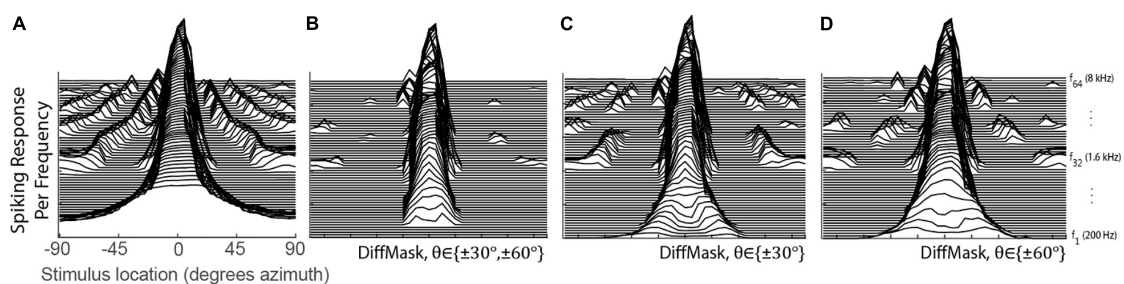 A
B
C
D
Spiking Response
Per Frequency
f64 (8 kHz)
⋮
f32 (1.6 kHz)
⋮
f1 (200 Hz)
-90 -45 0 45 90
Stimulus location (degrees azimuth)
DiffMask, θ∈{±30°,±60°}
DiffMask, θ∈{±30°}
DiffMask, θ∈{±60°}